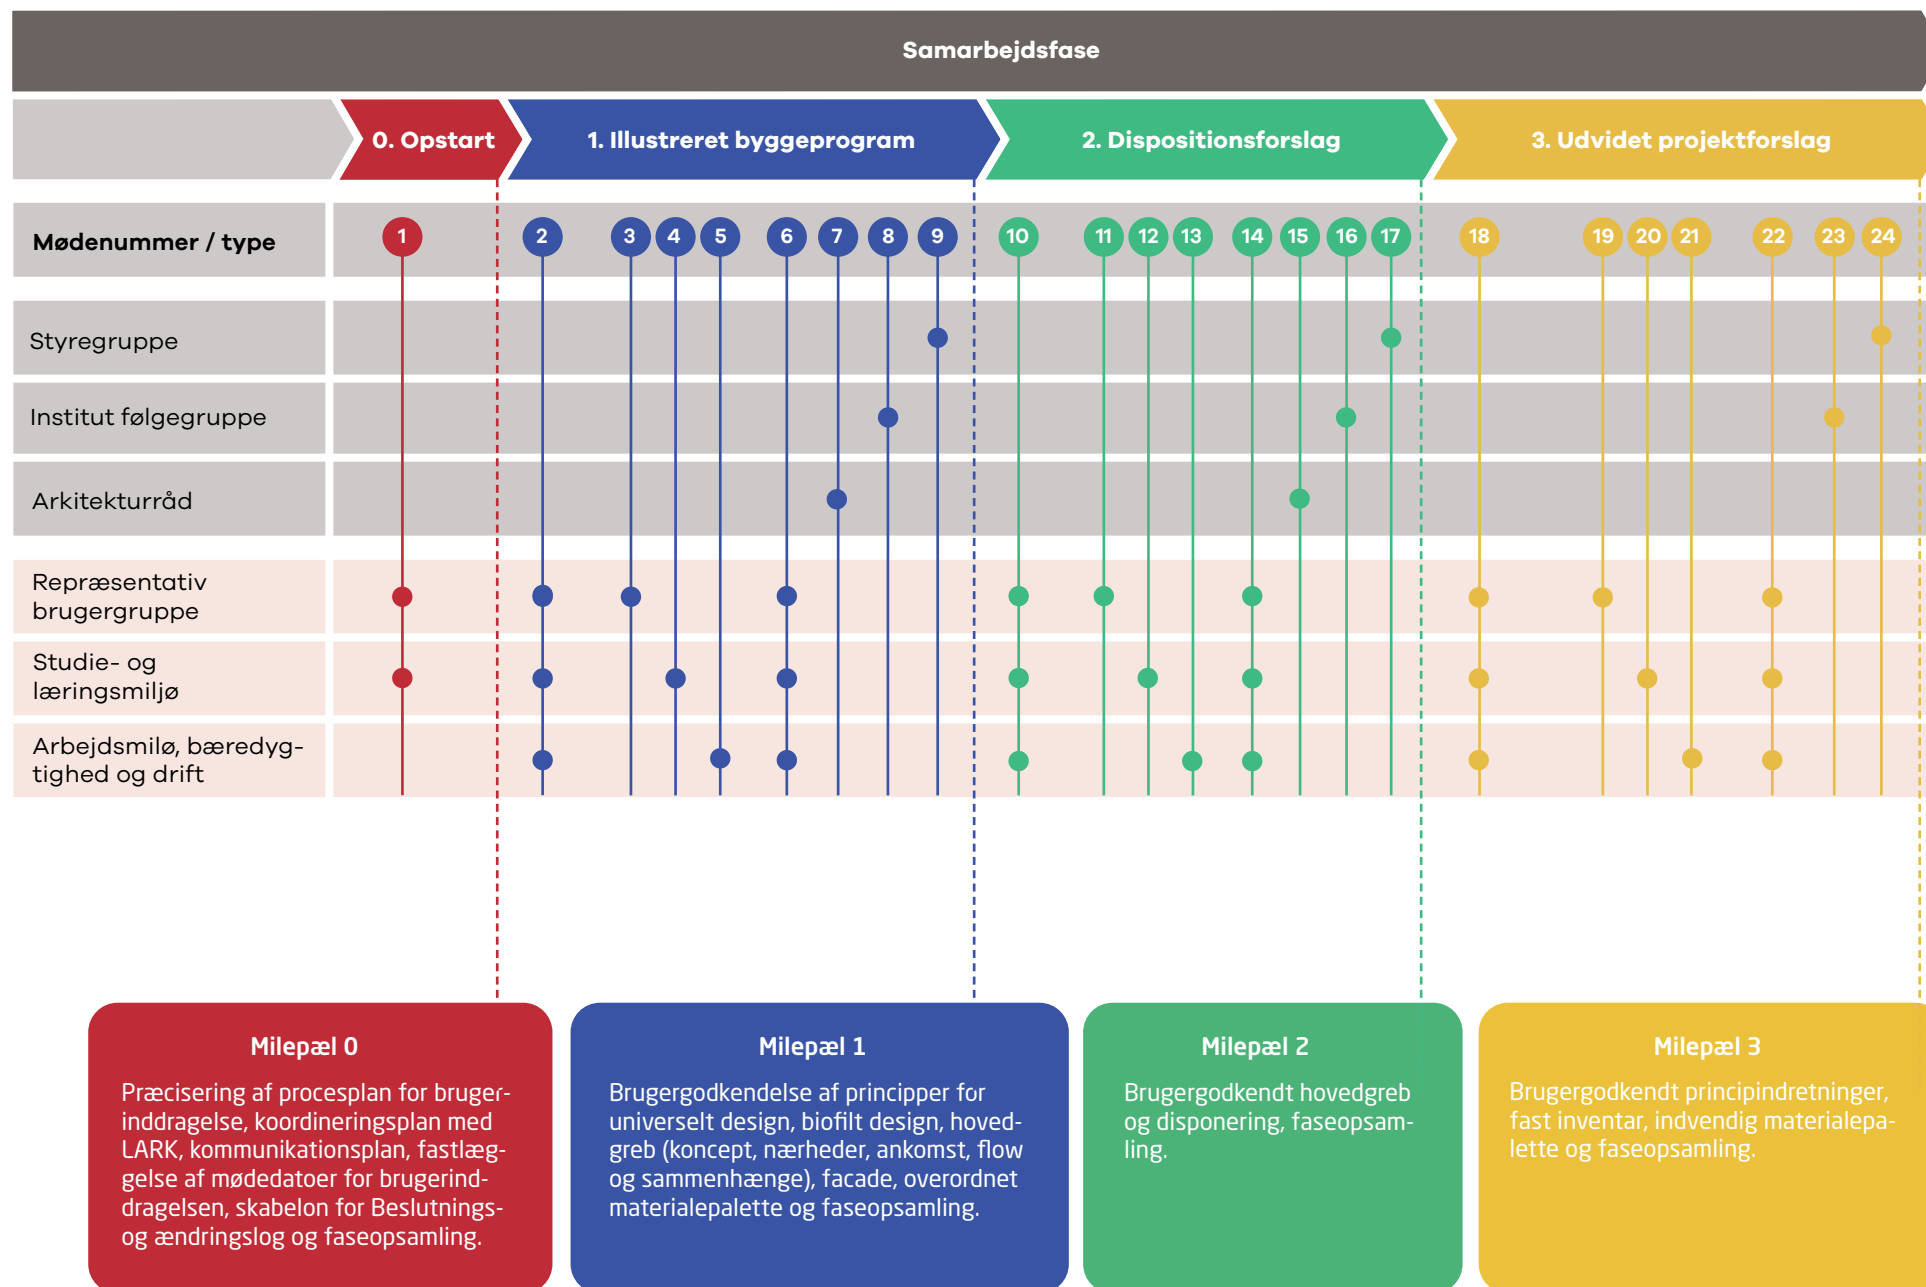 Samarbejdsfase
0. Opstart
1. Illustreret byggeprogram
2. Dispositionsforslag
3. Udvidet projektforslag
Mødenummer / type
1 2 3 4 5 6 7 8 9 10 11 12 13 14 15 16 17 18 19 20 21 22 23 24
Styregruppe
Institut følgegruppe
Arkitekturråd
Repræsentativ
brugergruppe
Studie- og
læringsmiljø
Arbejdsmilø, bæredyg-
tighed og drift
Milepæl 0
Præcisering af procesplan for bruger-
inddragelse, koordineringsplan med
LARK, kommunikationsplan, fastlæg-
gelse af mødedatoer for brugerind-
dragelsen, skabelon for Beslutnings-
og ændringslog og faseopsamling.
Milepæl 1
Brugergodkendelse af principper for
universelt design, biofilt design, hoved-
greb (koncept, nærheder, ankomst, flow
og sammenhænge), facade, overordnet
materialepalette og faseopsamling.
Milepæl 2
Brugergodkendt hovedgreb
og disponering, faseopsam-
ling.
Milepæl 3
Brugergodkendt principindretninger,
fast inventar, indvendig materialepa-
lette og faseopsamling.